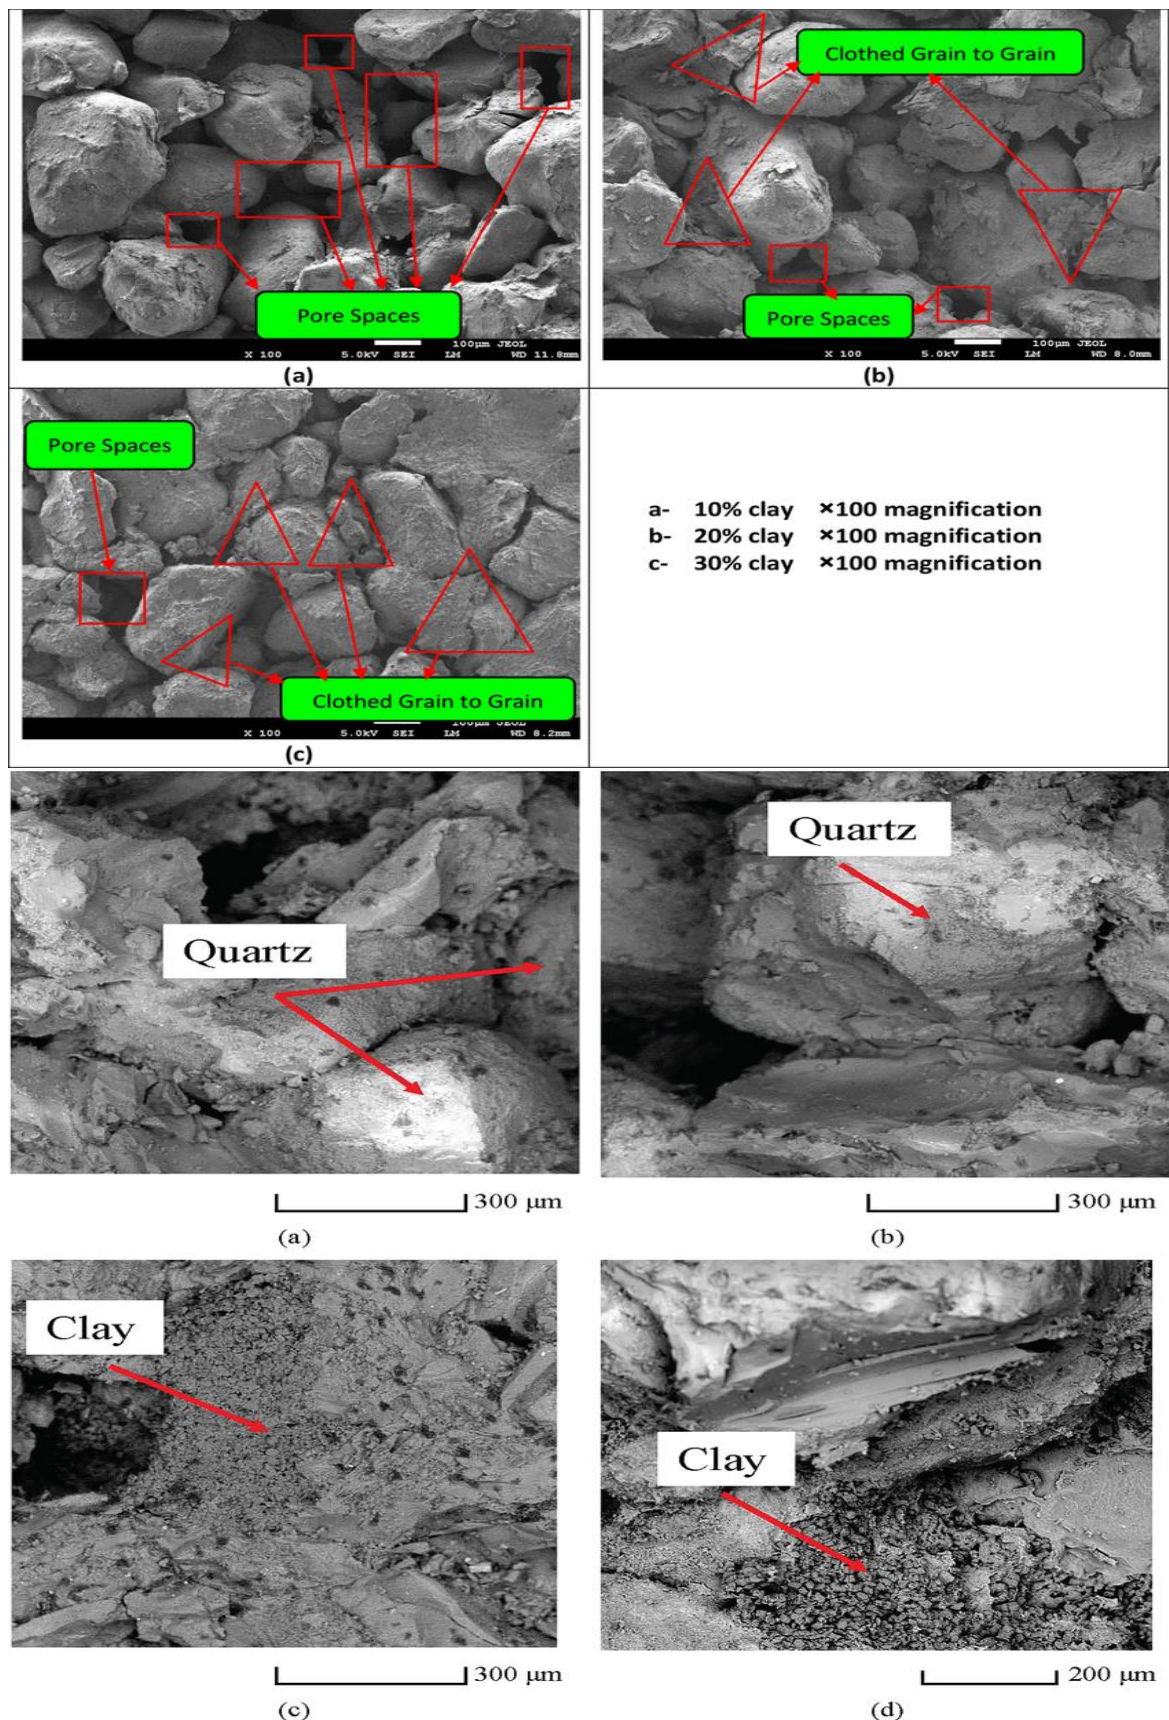 Pore Spaces
X 100 5.0kV SEI LM WD 11.8mm
100µm JEOL
(a)
Clothed Grain to Grain
Pore Spaces
X 100 5.0kV SEI LM WD 8.0mm
100µm JEOL
(b)
Pore Spaces
Clothed Grain to Grain
100µm JEOL
X 100 5.0kV SEI LM WD 8.2mm
(c)
a- 10% clay ×100 magnification
b- 20% clay ×100 magnification
c- 30% clay ×100 magnification
Quartz
300 µm
(a)
Quartz
300 µm
(b)
Clay
300 µm
(c)
Clay
200 µm
(d)